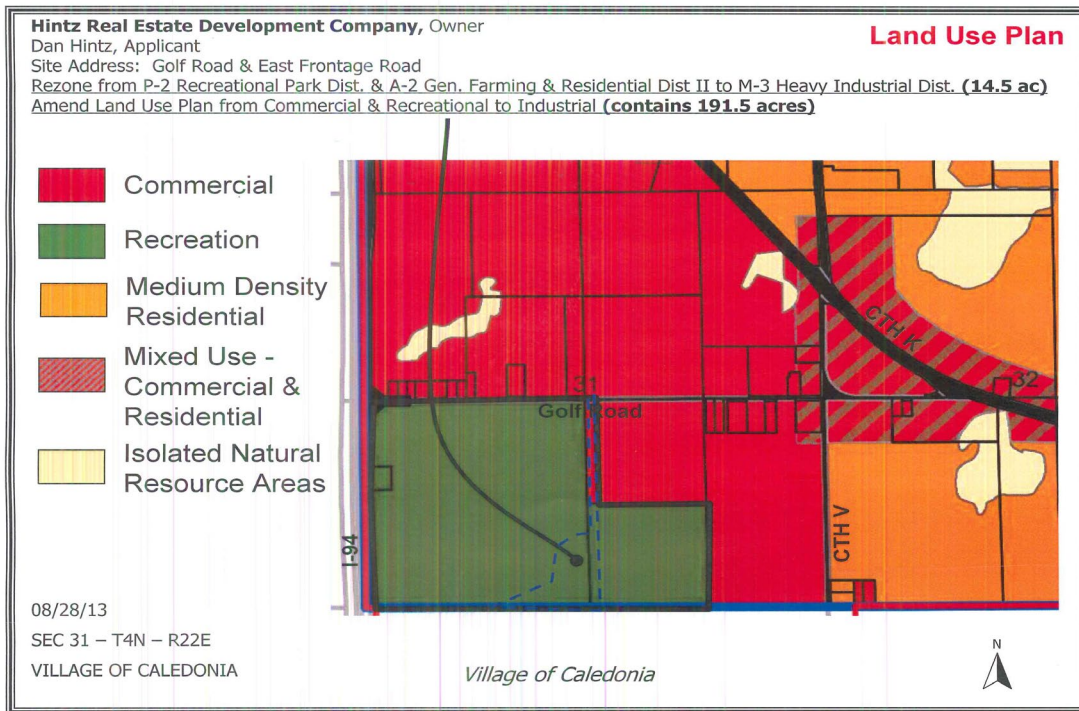 Hintz Real Estate Development Company, Owner
Dan Hintz, Applicant
Site Address: Golf Road & East Frontage Road
Rezone from P-2 Recreational Park Dist. & A-2 Gen. Farming & Residential Dist II to M-3 Heavy Industrial Dist. (14.5 ac)
Amend Land Use Plan from Commercial & Recreational to Industrial (contains 191.5 acres)
Land Use Plan
Commercial
Recreation
Medium Density
Residential
Mixed Use -
Commercial &
Residential
Isolated Natural
Resource Areas
CTH K
31
32
Golf Road
I-94
CTH V
08/28/13
SEC 31 – T4N – R22E
VILLAGE OF CALEDONIA
Village of Caledonia
N